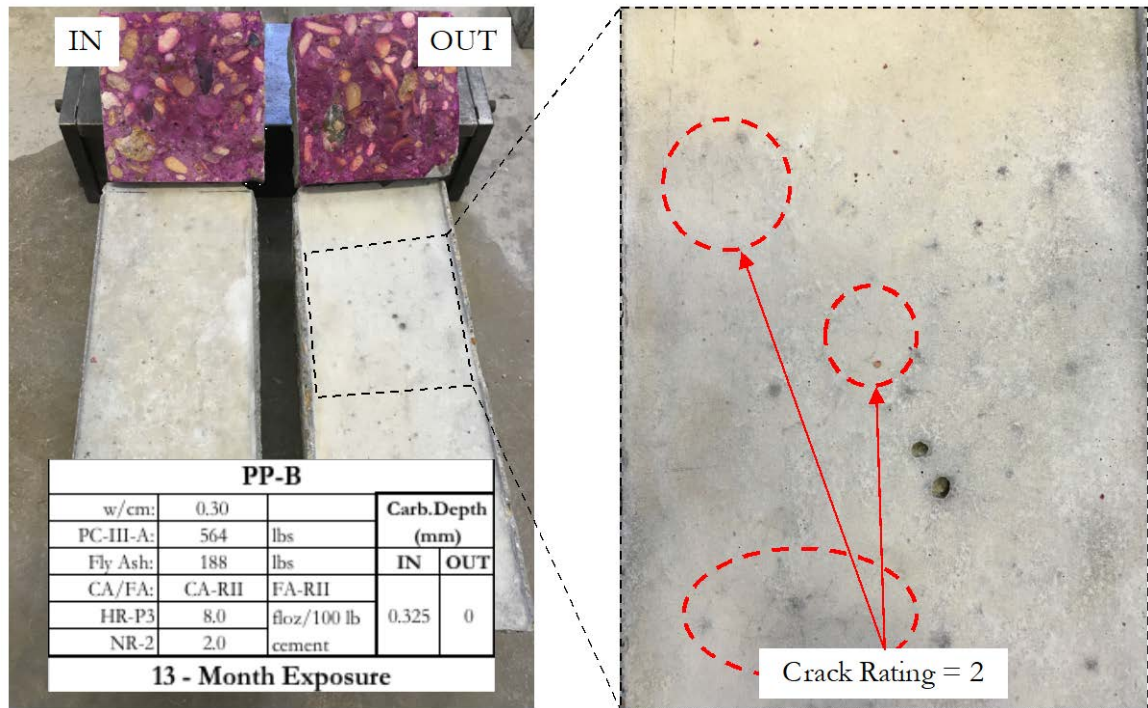 IN
OUT
PP-B
w/cm: 0.30 Carb.Depth
PC-III-A: 564 lbs (mm)
Fly Ash: 188 lbs IN OUT
CA/FA: CA-RII FA-RII
HR-P3 8.0 floz/100 lb 0.325 0
NR-2 2.0 cement
13 - Month Exposure
Crack Rating = 2